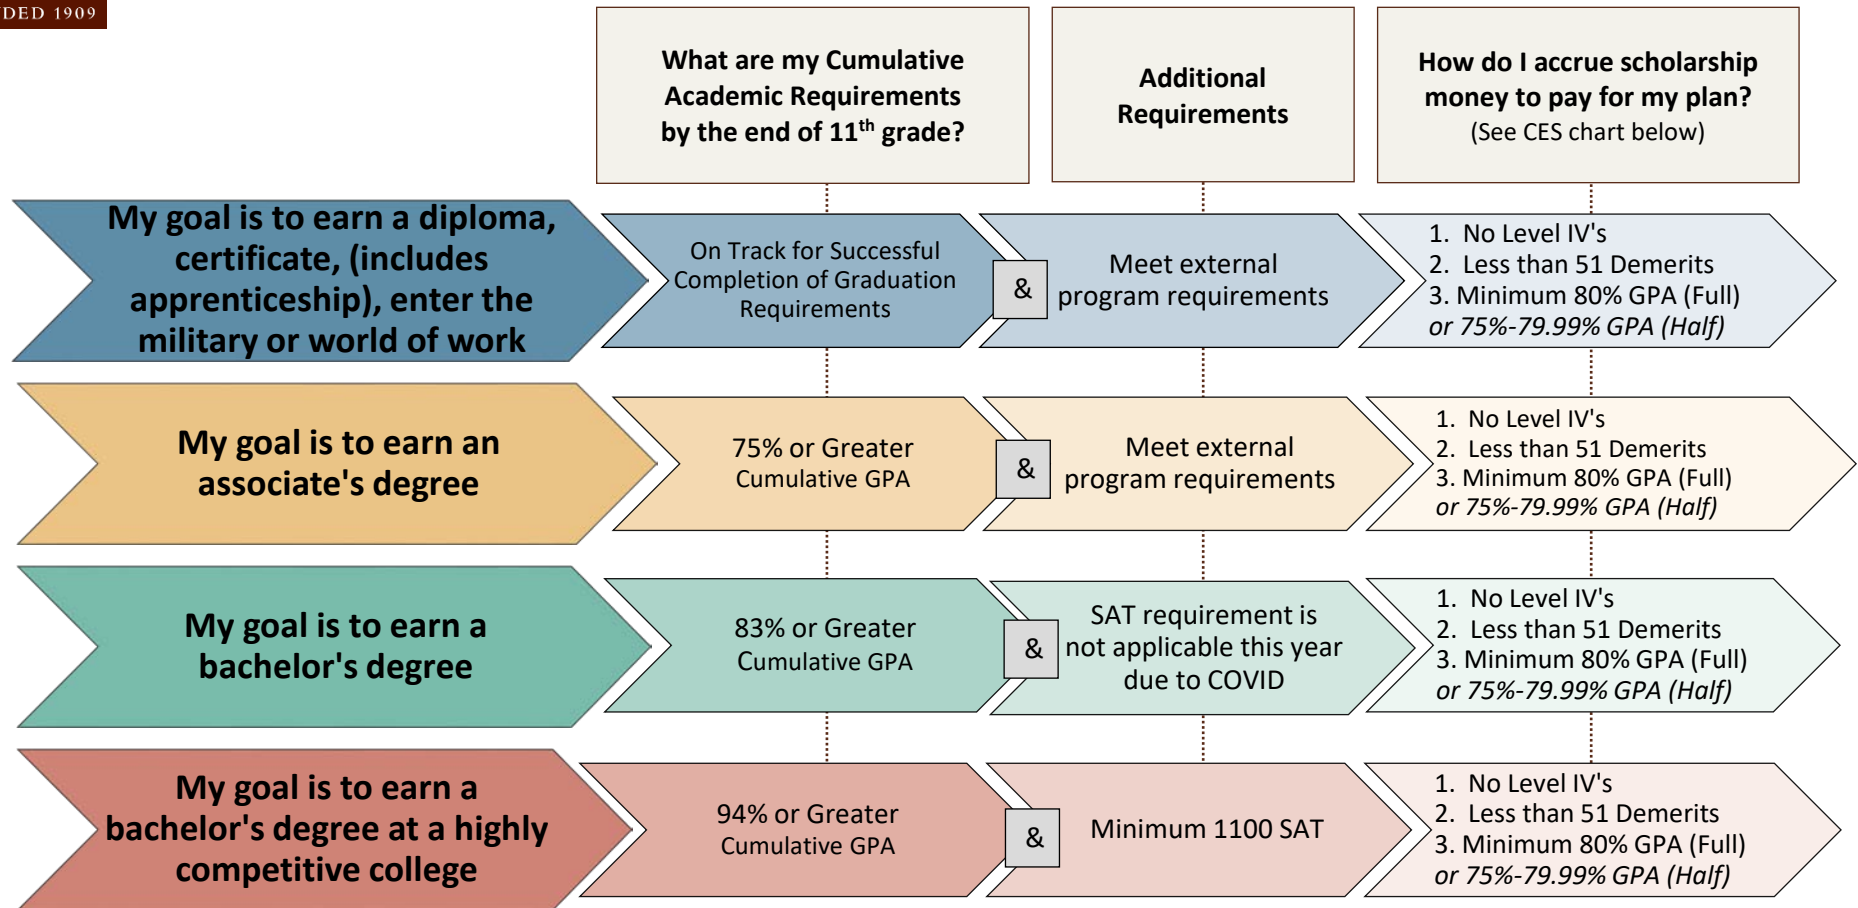 DED 1909
What are my Cumulative
Academic Requirements
by the end of 11th grade?
Additional
Requirements
How do I accrue scholarship
money to pay for my plan?
(See CES chart below)
My goal is to earn a diploma,
certificate, (includes
apprenticeship), enter the
military or world of work
On Track for Successful
Completion of Graduation
Requirements
&
Meet external
program requirements
1. No Level IV's
2. Less than 51 Demerits
3. Minimum 80% GPA (Full)
or 75%-79.99% GPA (Half)
My goal is to earn an
associate's degree
75% or Greater
Cumulative GPA
&
Meet external
program requirements
1. No Level IV's
2. Less than 51 Demerits
3. Minimum 80% GPA (Full)
or 75%-79.99% GPA (Half)
My goal is to earn a
bachelor's degree
83% or Greater
Cumulative GPA
&
SAT requirement is
not applicable this year
due to COVID
1. No Level IV's
2. Less than 51 Demerits
3. Minimum 80% GPA (Full)
or 75%-79.99% GPA (Half)
My goal is to earn a
bachelor's degree at a highly
competitive college
94% or Greater
Cumulative GPA
&
Minimum 1100 SAT
1. No Level IV's
2. Less than 51 Demerits
3. Minimum 80% GPA (Full)
or 75%-79.99% GPA (Half)